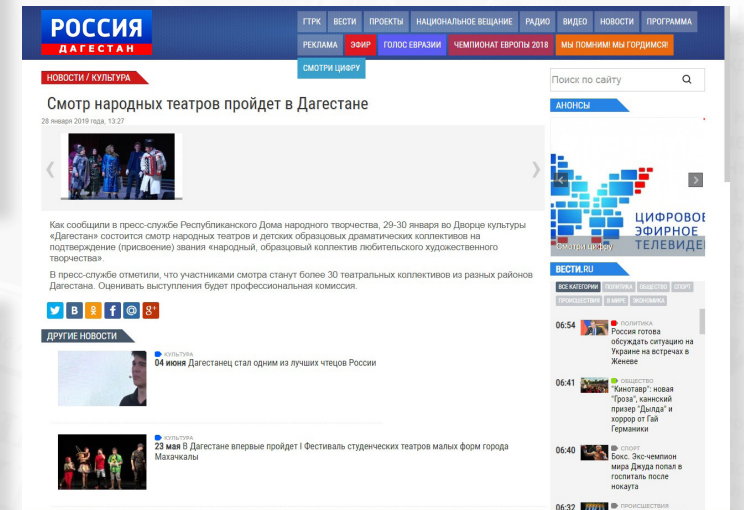 РОССИЯ
ДАГЕСТАН
ГТРК ВЕСТИ ПРОЕКТЫ НАЦИОНАЛЬНОЕ ВЕЩАНИЕ РАДИО ВИДЕО НОВОСТИ ПРОГРАММА
РЕКЛАМА ЭФИР ГОЛОС ЕВРАЗИИ ЧЕМПИОНАТ ЕВРОПЫ 2018 МЫ ПОМНИМ! МЫ ГОРДИМСЯ!
СМОТРИ ЦИФРУ
НОВОСТИ / КУЛЬТУРА
Смотр народных театров пройдет в Дагестане
28 января 2019 года, 13:27
Как сообщили в пресс-службе Республиканского Дома народного творчества, 29-30 января во Дворце культуры
«Дагестан» состоится смотр народных театров и детских образцовых драматических коллективов на
подтверждение (присвоение) звания «народный, образцовый коллектив любительского художественного
творчества».
В пресс-службе отметили, что участниками смотра станут более 30 театральных коллективов из разных районов
Дагестана. Оценивать выступления будет профессиональная комиссия.
ДРУГИЕ НОВОСТИ
КУЛЬТУРА
04 июня Дагестанец стал одним из лучших чтецов России
КУЛЬТУРА
23 мая В Дагестане впервые пройдет I Фестиваль студенческих театров малых форм города
Махачкалы
Поиск по сайту
АНОНСЫ
ЦИФРОВОЕ
ЭФИРНОЕ
ТЕЛЕВИДЕ
Смотри цифру
ВЕСТИ.RU
ВСЕ КАТЕГОРИИ ПОЛИТИКА ОБЩЕСТВО СПОРТ
ПРОИСШЕСТВИЯ В МИРЕ ЭКОНОМИКА
06:54 ПОЛИТИКА
Россия готова
обсуждать ситуацию на
Украине на встречах в
Женеве
06:41 ОБЩЕСТВО
"Кинотавр": новая
"Гроза", каннский
призер "Дылда" и
хоррор от Гай
Германики
06:40 СПОРТ
Бокс. Экс-чемпион
мира Джуда попал в
госпиталь после
нокаута
06:32 ПРОИСШЕСТВИЯ